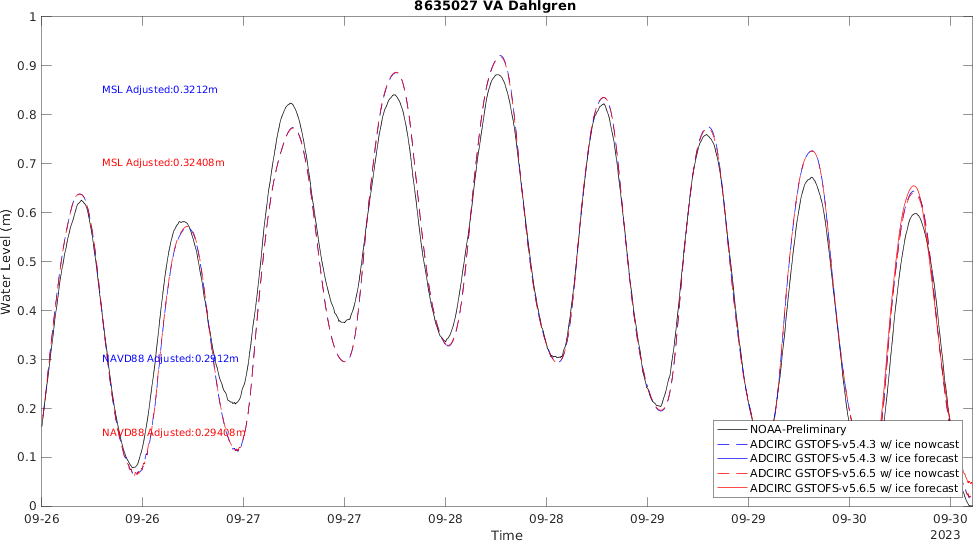 8635027 VA Dahlgren
Water Level (m)
1
0.9
0.8
0.7
0.6
0.5
0.4
0.3
0.2
0.1
0
MSL Adjusted:0.3212m
MSL Adjusted:0.32408m
NAVD88 Adjusted:0.2912m
NAVD88 Adjusted:0.29408m
NOAA-Preliminary
ADCIRC GSTOFS-v5.4.3 w/ ice nowcast
ADCIRC GSTOFS-v5.4.3 w/ ice forecast
ADCIRC GSTOFS-v5.6.5 w/ ice nowcast
ADCIRC GSTOFS-v5.6.5 w/ ice forecast
09-26 09-26 09-27 09-27 09-28 09-28 09-29 09-29 09-30 09-30
2023
Time